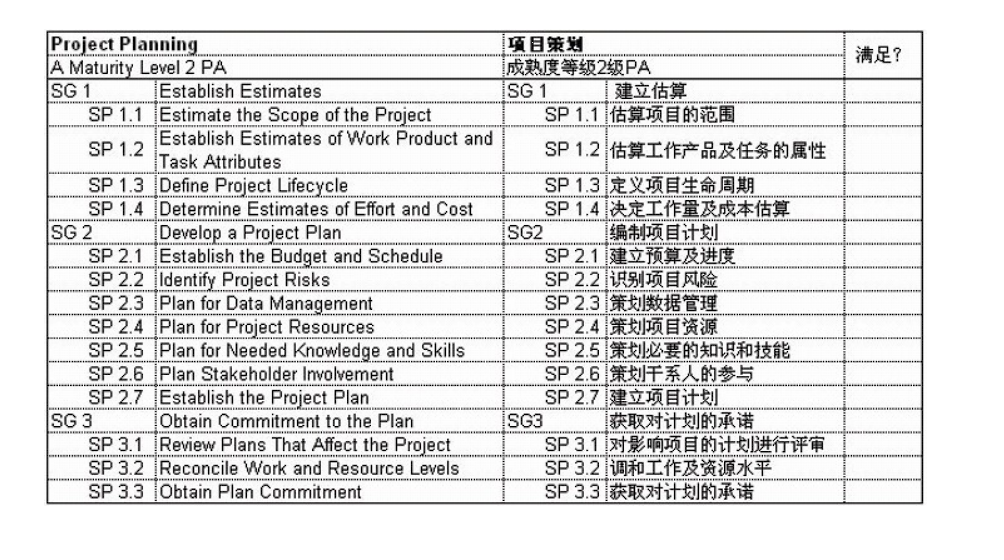 Project Planning 项目策划 满足?
A Maturity Level 2 PA 成熟度等级2级PA
SG 1 Establish Estimates SG 1 建立估算
SP 1.1 Estimate the Scope of the Project SP 1.1 估算项目的范围
SP 1.2 Establish Estimates of Work Product and
Task Attributes SP 1.2 估算工作产品及任务的属性
SP 1.3 Define Project Lifecycle SP 1.3 定义项目生命周期
SP 1.4 Determine Estimates of Effort and Cost SP 1.4 决定工作量及成本估算
SG 2 Develop a Project Plan SG2 编制项目计划
SP 2.1 Establish the Budget and Schedule SP 2.1 建立预算及进度
SP 2.2 Identify Project Risks SP 2.2 识别项目风险
SP 2.3 Plan for Data Management SP 2.3 策划数据管理
SP 2.4 Plan for Project Resources SP 2.4 策划项目资源
SP 2.5 Plan for Needed Knowledge and Skills SP 2.5 策划必要的知识和技能
SP 2.6 Plan Stakeholder Involvement SP 2.6 策划干系人的参与
SP 2.7 Establish the Project Plan SP 2.7 建立项目计划
SG 3 Obtain Commitment to the Plan SG3 获取对计划的承诺
SP 3.1 Review Plans That Affect the Project SP 3.1 对影响项目的计划进行评审
SP 3.2 Reconcile Work and Resource Levels SP 3.2 调和工作及资源水平
SP 3.3 Obtain Plan Commitment SP 3.3 获取对计划的承诺